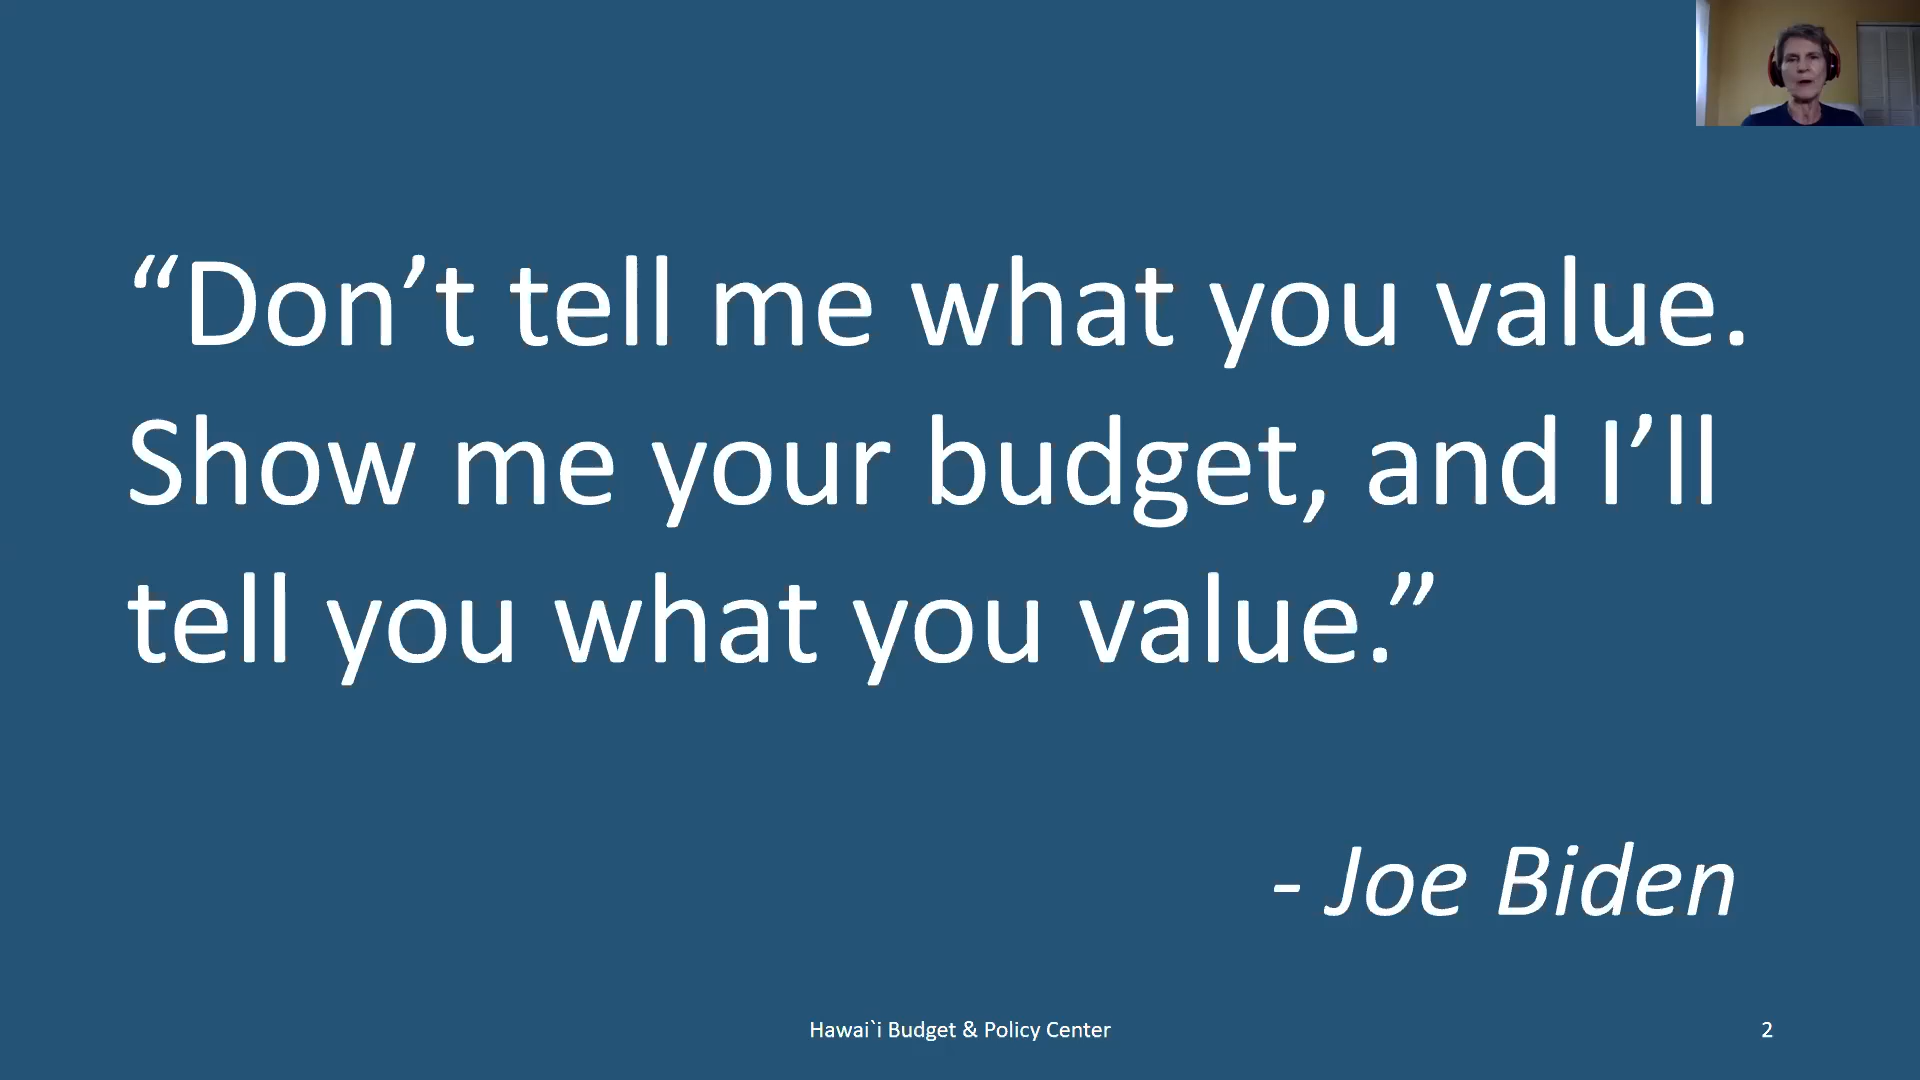 “Don’t tell me what you value.
Show me your budget, and I’ll
tell you what you value.”
- Joe Biden
Hawai`i Budget & Policy Center
2